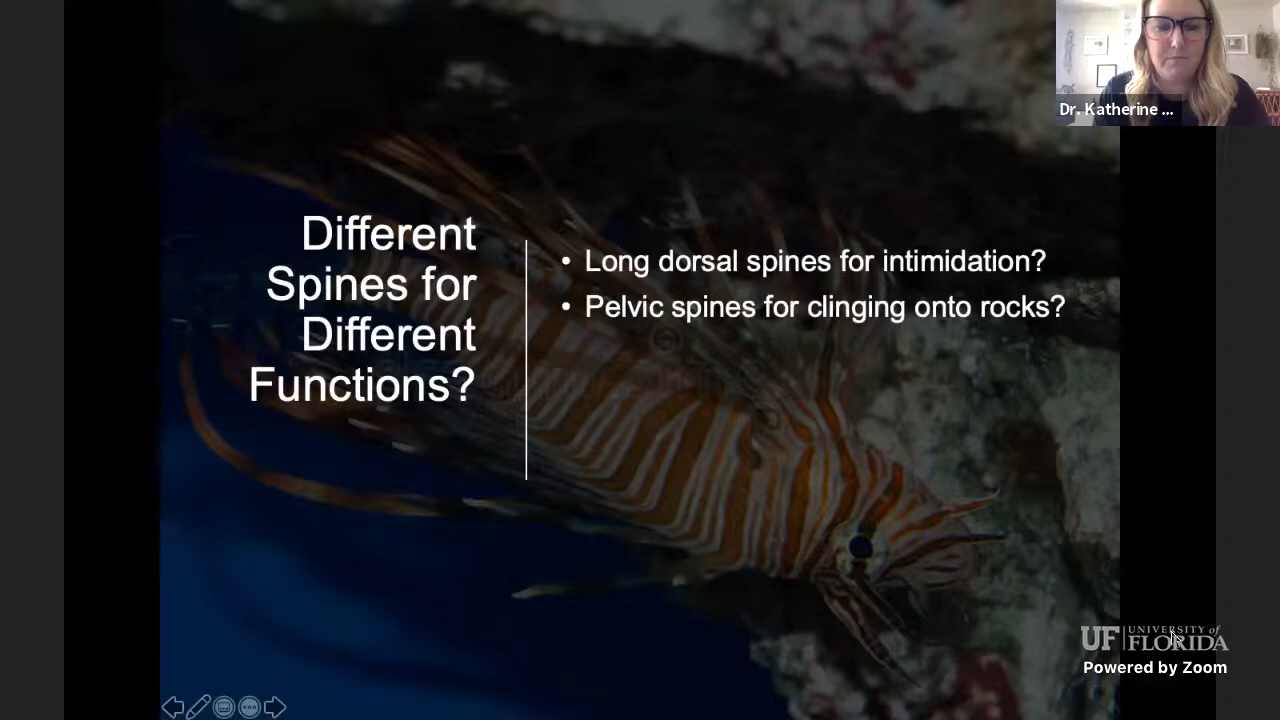 Dr. Katherine ...
Different
Spines for
Different
Functions?
• Long dorsal spines for intimidation?
• Pelvic spines for clinging onto rocks?
UF UNIVERSITY of
FLORIDA
Powered by Zoom